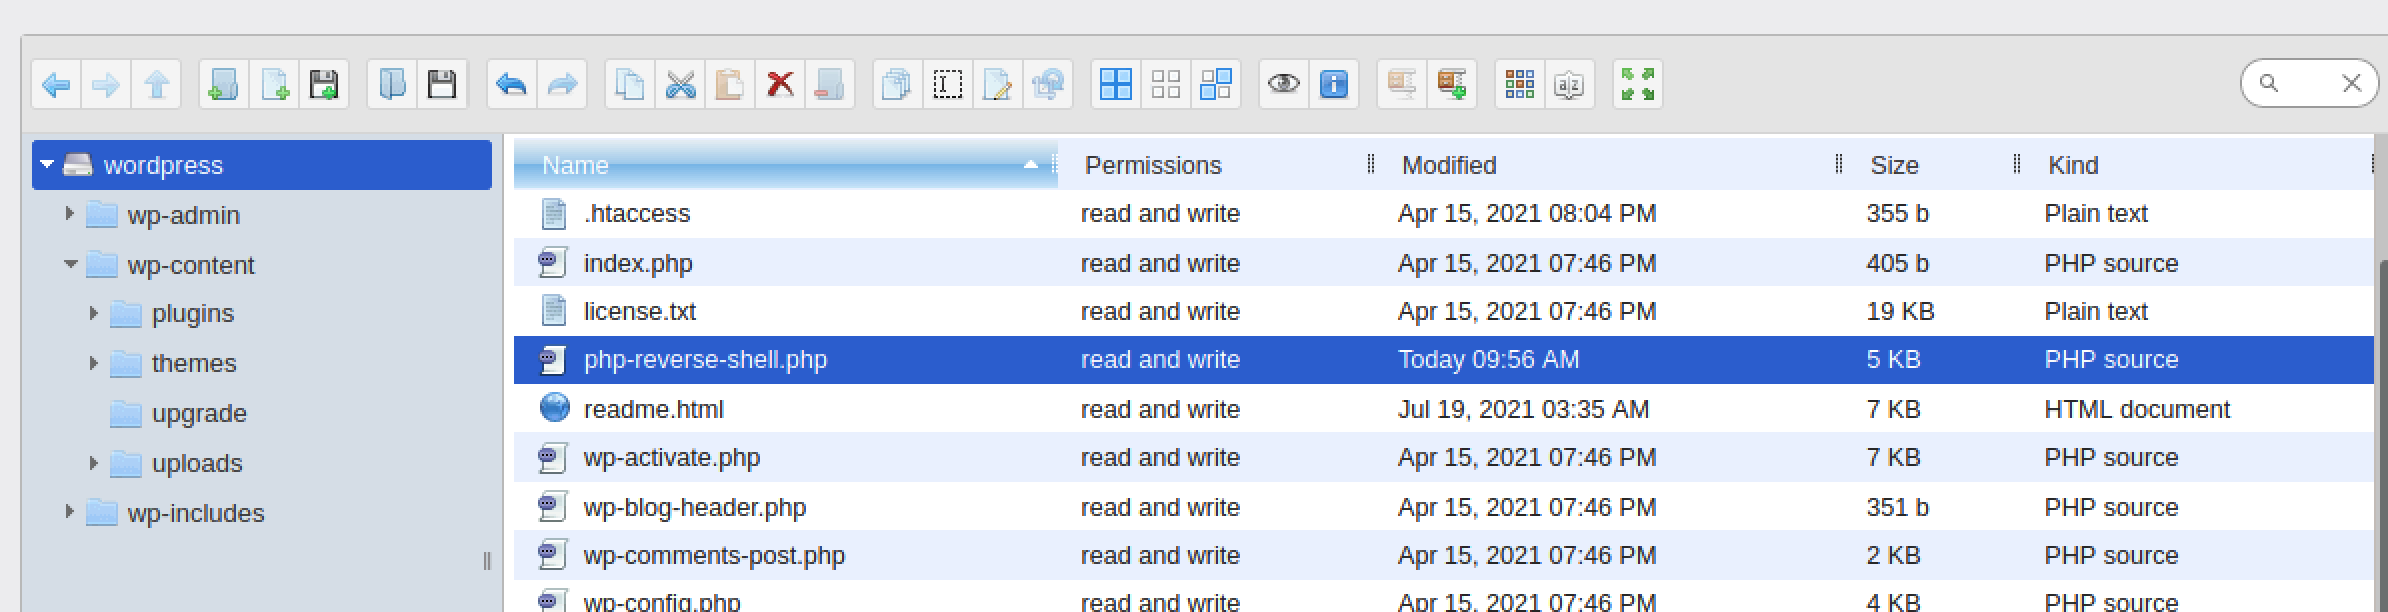 wordpress
wp-admin
wp-content
plugins
themes
upgrade
uploads
wp-includes
Name Permissions Modified Size Kind
.htaccess read and write Apr 15, 2021 08:04 PM 355 b Plain text
index.php read and write Apr 15, 2021 07:46 PM 405 b PHP source
license.txt read and write Apr 15, 2021 07:46 PM 19 KB Plain text
php-reverse-shell.php read and write Today 09:56 AM 5 KB PHP source
readme.html read and write Jul 19, 2021 03:35 AM 7 KB HTML document
wp-activate.php read and write Apr 15, 2021 07:46 PM 7 KB PHP source
wp-blog-header.php read and write Apr 15, 2021 07:46 PM 351 b PHP source
wp-comments-post.php read and write Apr 15, 2021 07:46 PM 2 KB PHP source
wp-config.php read and write Apr 15, 2021 07:46 PM 4 KB PHP source